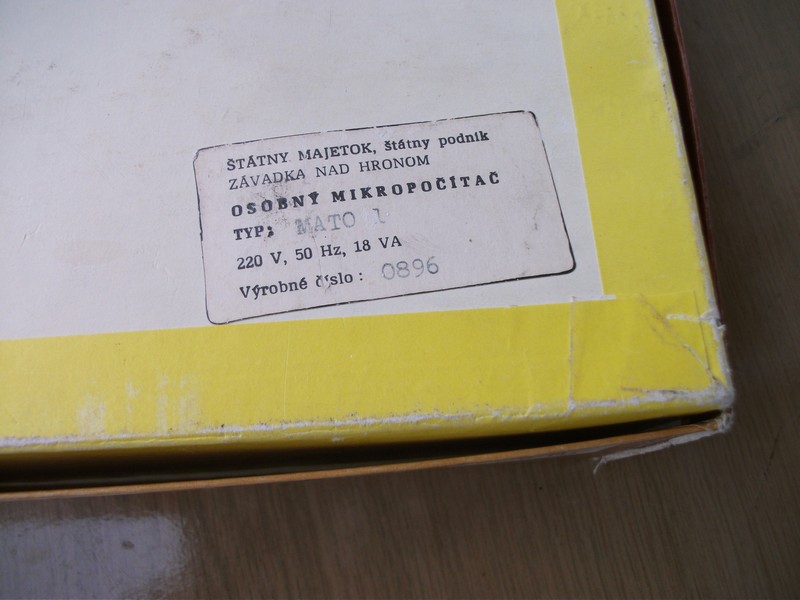 ŠTÁTNY MAJETOK, štátny podnik
ZÁVADKA NAD HRONOM
OSOBNÝ MIKROPOČÍTAČ
TYP: MATO 1
220 V, 50 Hz, 18 VA
Výrobné číslo: 0896